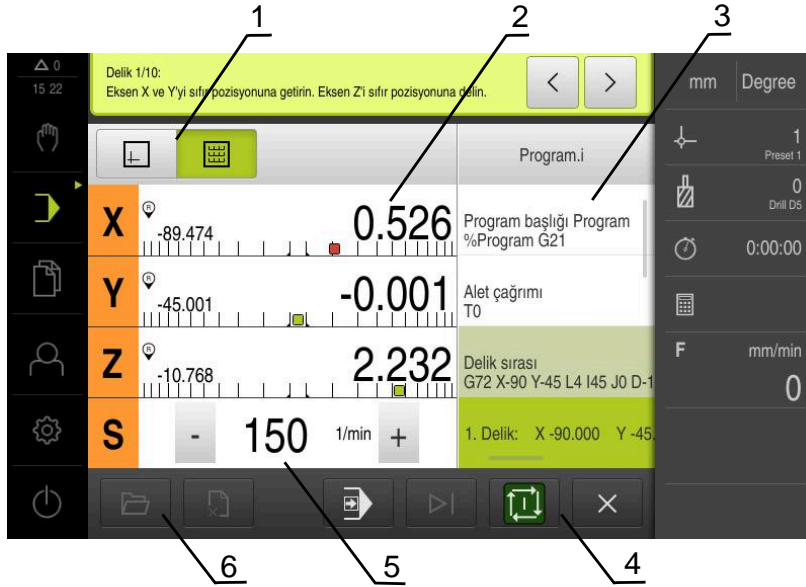 1
2
3
0
15 22
Delik 1/10:
Eksen X ve Y'yi sıfır pozisyonuna getirin. Eksen Z'i sıfır pozisyonuna delin.
<
>
mm
Degree
Program.i
1
Preset 1
0
Drill D5
0:00:00
F
mm/min
0
X
R
-89.474
0.526
Program başlığı Program
%Program G21
Y
R
-45.001
-0.001
Alet çağrımı
T0
Z
R
-10.768
2.232
Delik sırası
G72 X-90 Y-45 L4 I45 J0 D-1
S
-
150
1/min
+
1. Delik: X -90.000 Y -45.
6
5
4